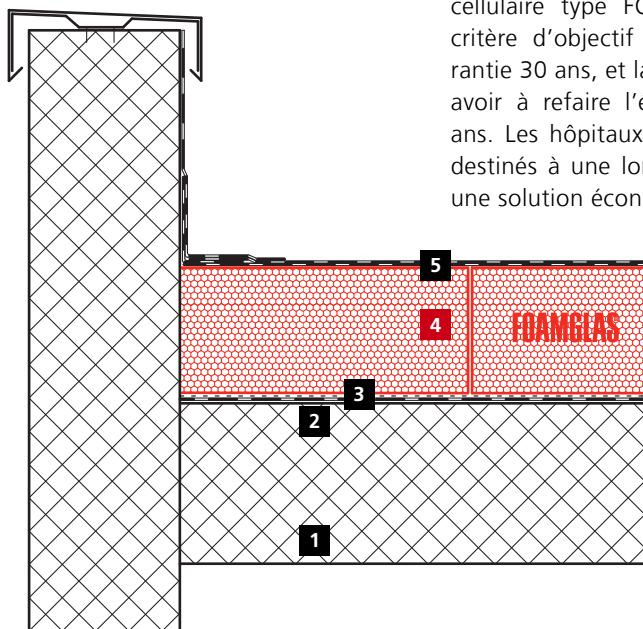 cellulaire type FO
critère d'objectif
rantie 30 ans, et la
avoir à refaire l'é
ans. Les hôpitaux
destinés à une lon
une solution écon
5
4
FOAMGLAS
3
2
1